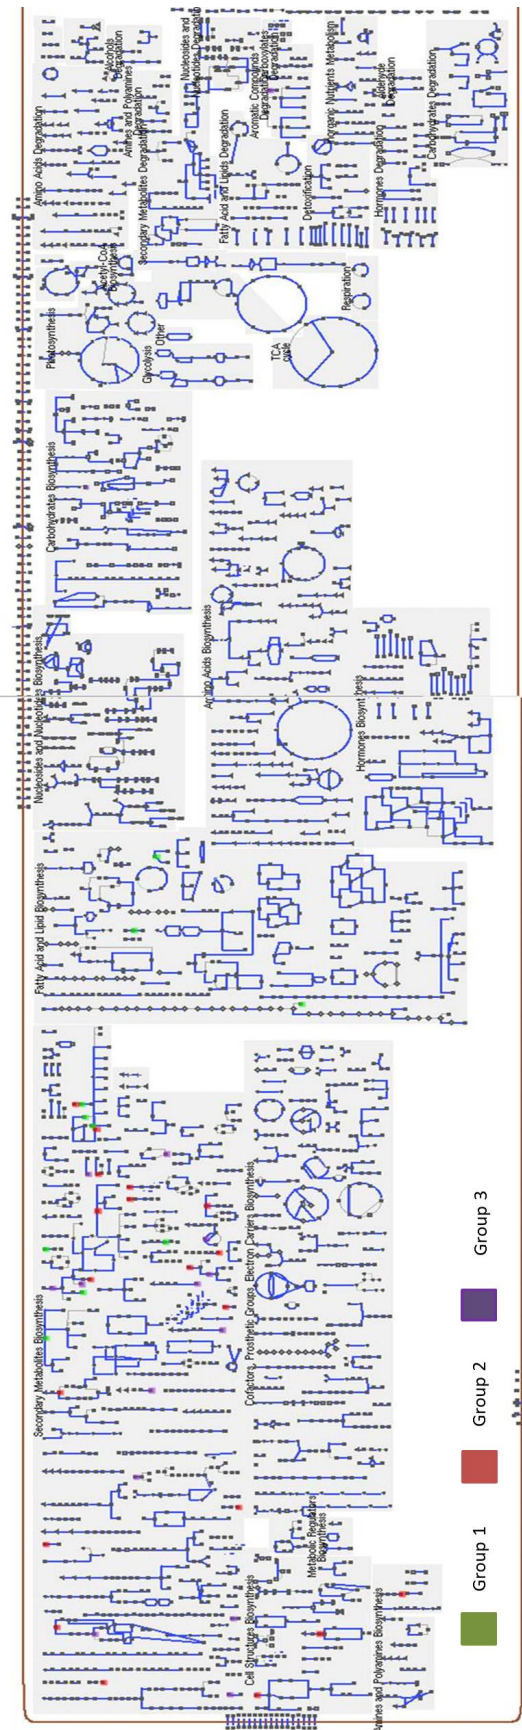 Secondary Metabolites Biosynthesis
Fatty Acid and Lipid Biosynthesis
Nucleosides and Nucleotides Biosynthesis
Carbohydrates Biosynthesis
Photosynthesis
Acetyl-CoA
Biosynthesis
Glycolysis
Other
TCA
cycle
Respiration
Amino Acids Degradation
Alcohols
Degradation
Amines and Polyamines
Degradation
Secondary Metabolites Degradation
Nucleosides and
Nucleotides Degradation
Fatty Acid and Lipids Degradation
Aromatic Compounds
Degradation
Carboxylates
Degradation
Detoxification
Inorganic Nutrients Metabolism
Hormones Degradation
Aldehyde
Degradation
Carbohydrates Degradation
Amino Acids Biosynthesis
Hormones Biosynthesis
Cell Structures Biosynthesis
Cofactors, Prosthetic Groups, Electron Carriers Biosynthesis
Metabolic Regulators
Biosynthesis
Amines and Polyamines Biosynthesis
Group 1
Group 2
Group 3